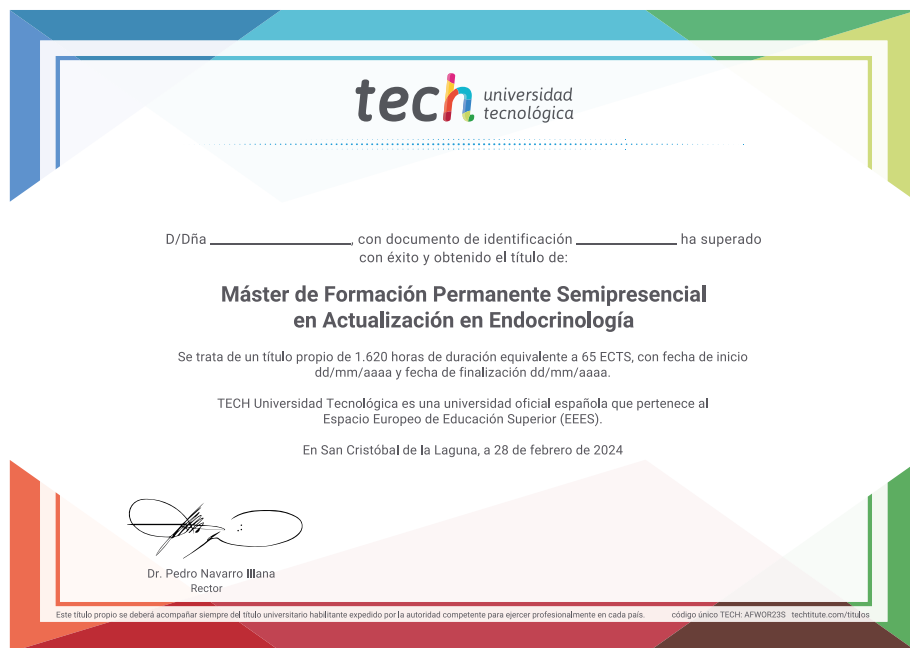 tech universidad
tecnológica
D/Dña ____________________, con documento de identificación ______________ ha superado
con éxito y obtenido el título de:
Máster de Formación Permanente Semipresencial
en Actualización en Endocrinología
Se trata de un título propio de 1.620 horas de duración equivalente a 65 ECTS, con fecha de inicio
dd/mm/aaaa y fecha de finalización dd/mm/aaaa.
TECH Universidad Tecnológica es una universidad oficial española que pertenece al
Espacio Europeo de Educación Superior (EEES).
En San Cristóbal de la Laguna, a 28 de febrero de 2024
Dr. Pedro Navarro Illana
Rector
Este título propio se deberá acompañar siempre del título universitario habilitante expedido por la autoridad competente para ejercer profesionalmente en cada país. código único TECH: AFWOR23S techtitute.com/titulos